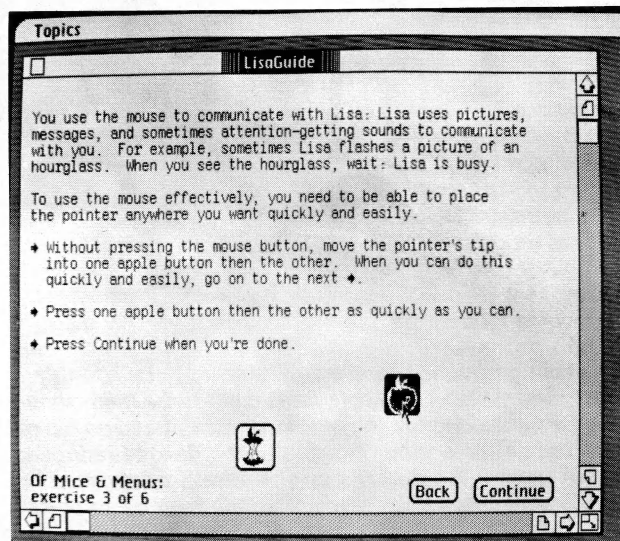 Topics
LisaGuide
You use the mouse to communicate with Lisa: Lisa uses pictures,
messages, and sometimes attention-getting sounds to communicate
with you. For example, sometimes Lisa flashes a picture of an
hourglass. When you see the hourglass, wait: Lisa is busy.
To use the mouse effectively, you need to be able to place
the pointer anywhere you want quickly and easily.
Without pressing the mouse button, move the pointer's tip
into one apple button then the other. When you can do this
quickly and easily, go on to the next ✦.
Press one apple button then the other as quickly as you can.
Press Continue when you're done.
Of Mice & Menus:
exercise 3 of 6
Back Continue